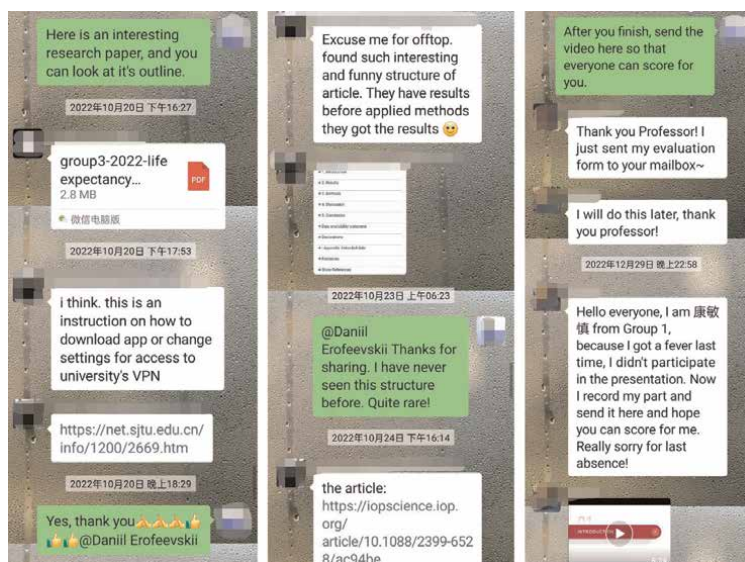 Here is an interesting
research paper, and you
can look at it's outline.
2022年10月20日 下午16:27
group3-2022-life
expectancy...
2.8 MB
PDF
微信电脑版
2022年10月20日 下午17:53
i think. this is an
instruction on how to
download app or change
settings for access to
university's VPN
https://net.sjtu.edu.cn/
info/1200/2669.htm
2022年10月20日 晚上18:29
Yes, thank you🙏🙏🙏👍
👍👍@Daniil Erofeevskii
Excuse me for offtop.
found such interesting
and funny structure of
article. They have results
before applied methods
they got the results 🙂
2022年10月23日 上午06:23
@Daniil
Erofeevskii Thanks for
sharing. I have never
seen this structure
before. Quite rare!
2022年10月24日 下午16:14
the article:
https://iopscience.iop.
org/
article/10.1088/2399-652
8/ac94be
After you finish, send the
video here so that
everyone can score for
you.
Thank you Professor! I
just sent my evaluation
form to your mailbox~
I will do this later, thank
you professor!
2022年12月29日 晚上22:58
Hello everyone, I am 康敏
慎 from Group 1,
because I got a fever last
time, I didn't participate
in the presentation. Now
I record my part and
send it here and hope
you can score for me.
Really sorry for last
absence!